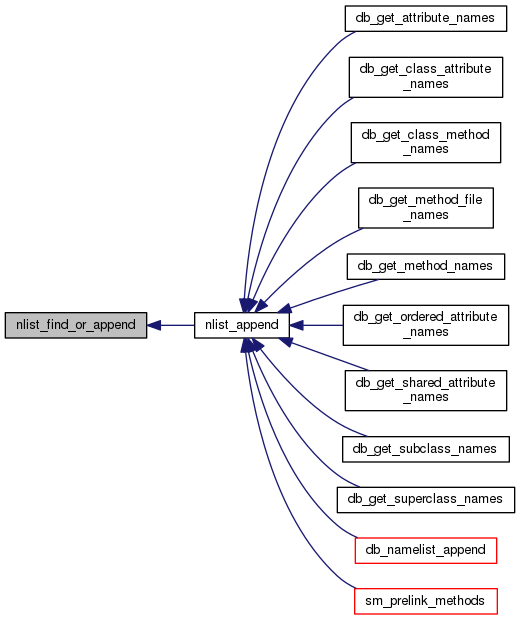 db_get_attribute_names
db_get_class_attribute
_names
db_get_class_method
_names
db_get_method_file
_names
db_get_method_names
nlist_find_or_append
nlist_append
db_get_ordered_attribute
_names
db_get_shared_attribute
_names
db_get_subclass_names
db_get_superclass_names
db_namelist_append
sm_prelink_methods